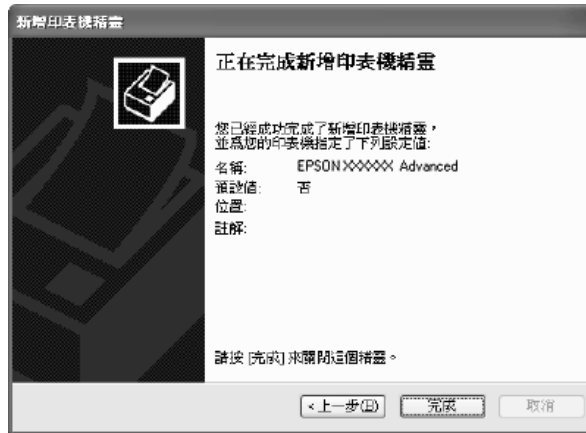 新增印表機精靈
正在完成新增印表機精靈
您已經成功完成了新增印表機精靈，
並為您的印表機指定了下列設定值:
名稱: EPSON XXXXXX Advanced
預設值: 否
位置:
註解:
請按 [完成] 來關閉這個精靈。
<上一步(B) 完成 取消